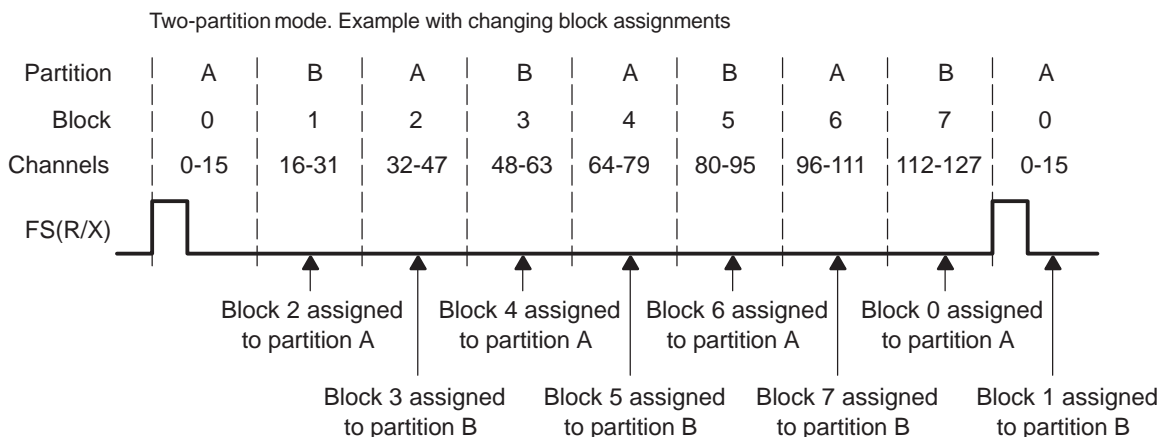 Two-partition mode. Example with changing block assignments
Partition A B A B A B A B A
Block 0 1 2 3 4 5 6 7 0
Channels 0-15 16-31 32-47 48-63 64-79 80-95 96-111 112-127 0-15
FS(R/X)
Block 2 assigned Block 4 assigned Block 6 assigned Block 0 assigned
to partition A to partition A to partition A to partition A
Block 3 assigned Block 5 assigned Block 7 assigned Block 1 assigned
to partition B to partition B to partition B to partition B